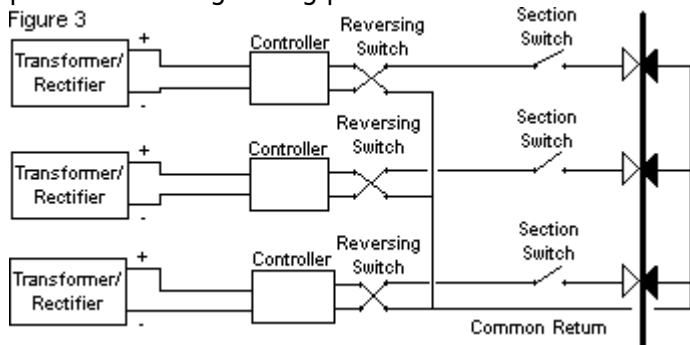 Figure 3
Transformer/
Rectifier
+
-
Controller
Reversing
Switch
Section
Switch
Transformer/
Rectifier
+
-
Controller
Reversing
Switch
Section
Switch
Transformer/
Rectifier
+
-
Controller
Reversing
Switch
Section
Switch
Common Return